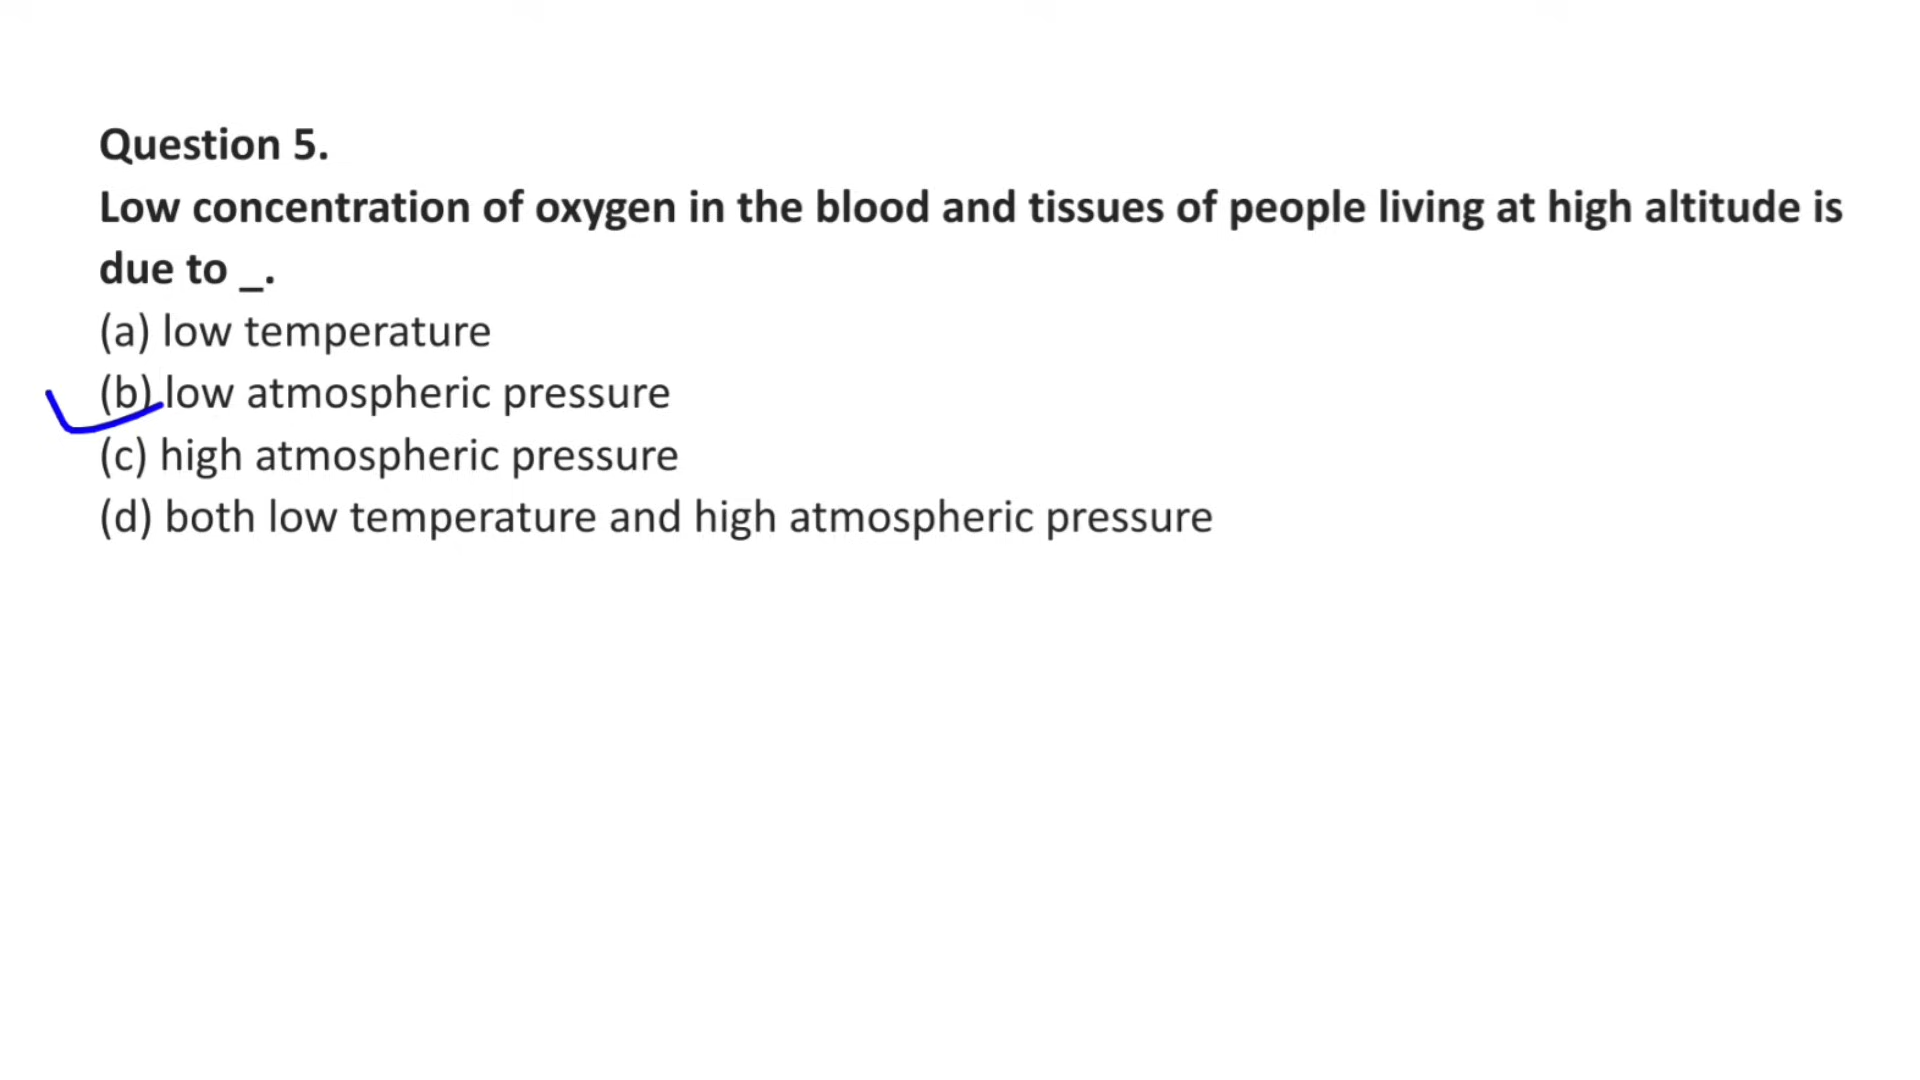 Question 5.
Low concentration of oxygen in the blood and tissues of people living at high altitude is
due to _.
(a) low temperature
(b) low atmospheric pressure
(c) high atmospheric pressure
(d) both low temperature and high atmospheric pressure